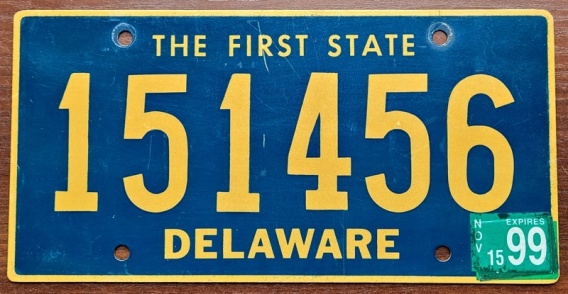 THE FIRST STATE
151456
DELAWARE
EXPIRES
NOV 15 99